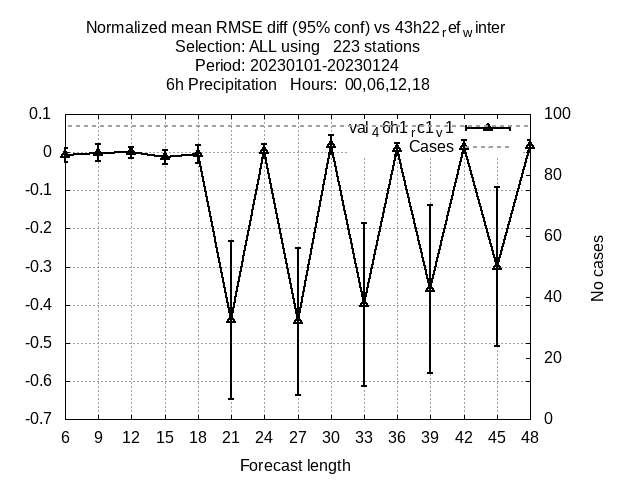 Normalized mean RMSE diff (95% conf) vs 43h22ref winter
Selection: ALL using 223 stations
Period: 20230101-20230124
6h Precipitation Hours: 00,06,12,18
val46h1rc1v1
Cases
0.1
0
-0.1
-0.2
-0.3
-0.4
-0.5
-0.6
-0.7
100
80
60
40
20
0
No cases
6 9 12 15 18 21 24 27 30 33 36 39 42 45 48
Forecast length